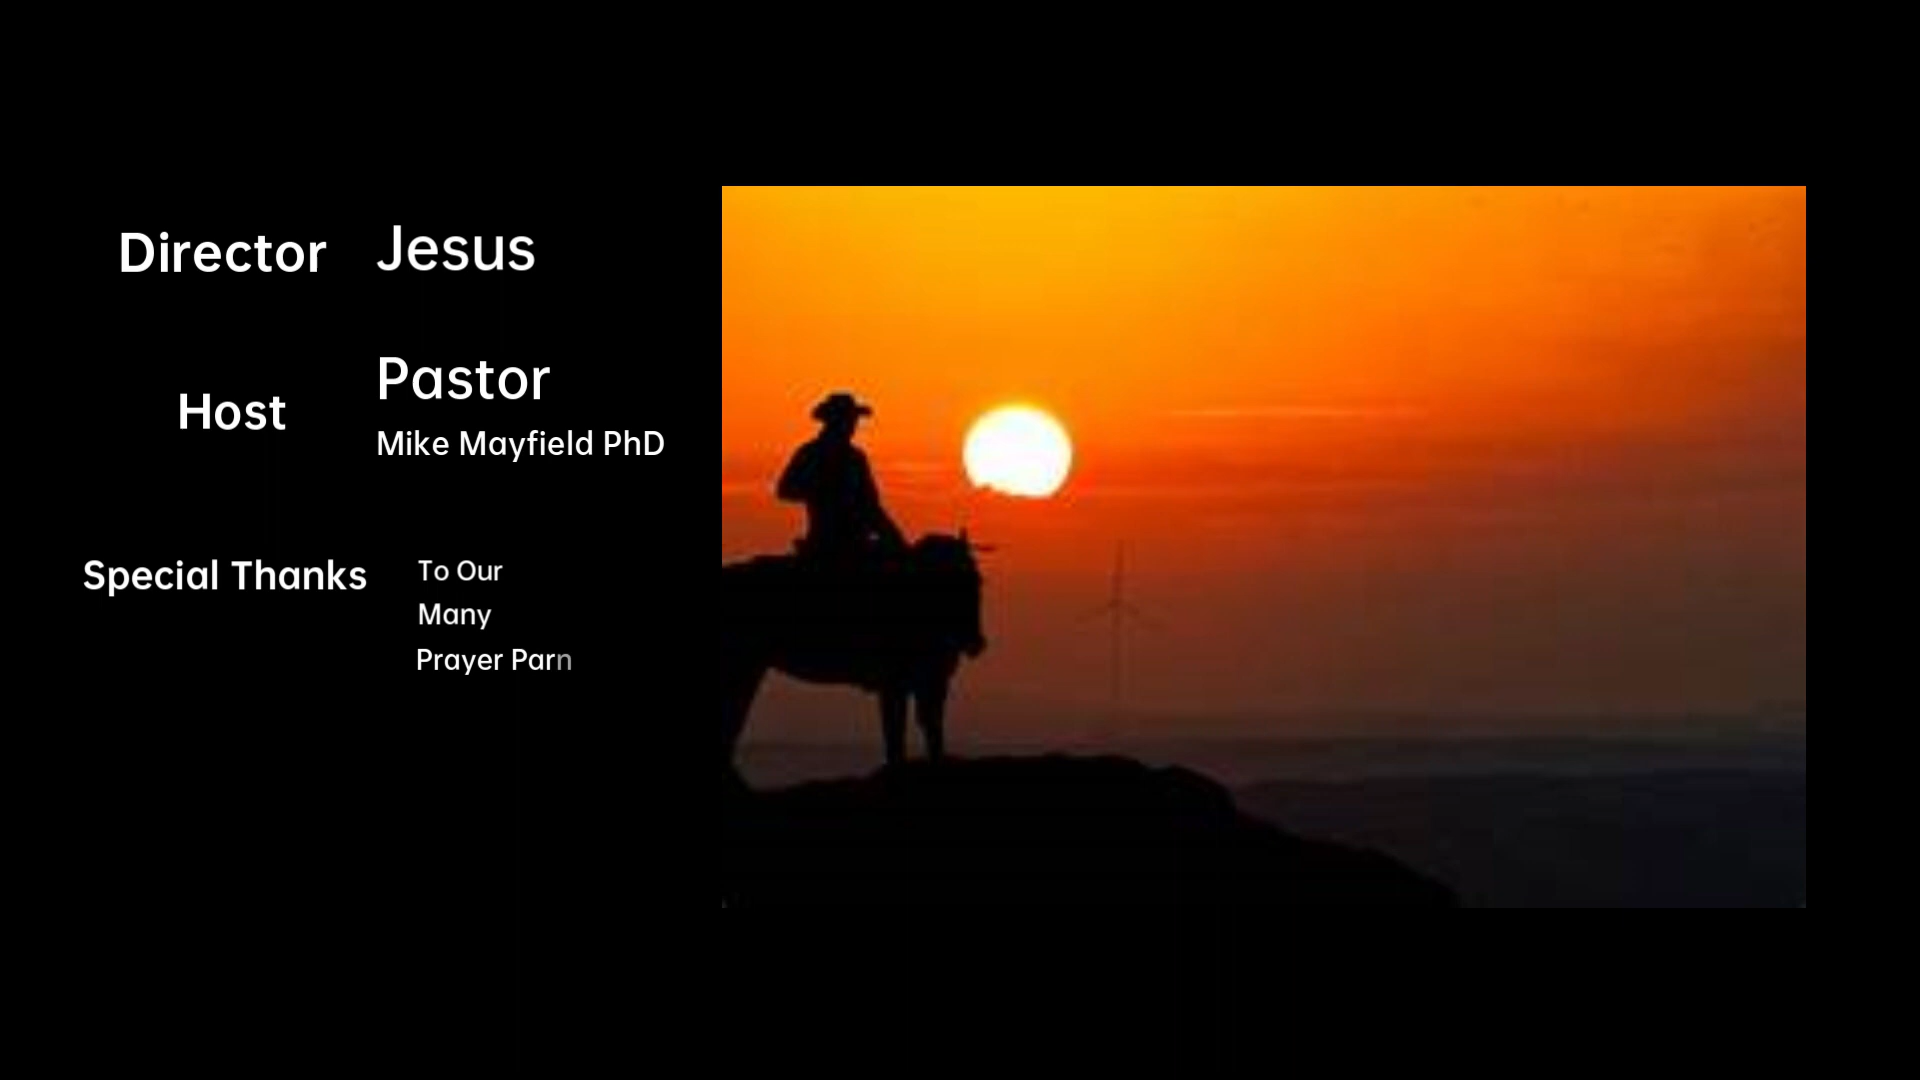 Director
Jesus
Host
Pastor
Mike Mayfield PhD
Special Thanks
To Our
Many
Prayer Parn